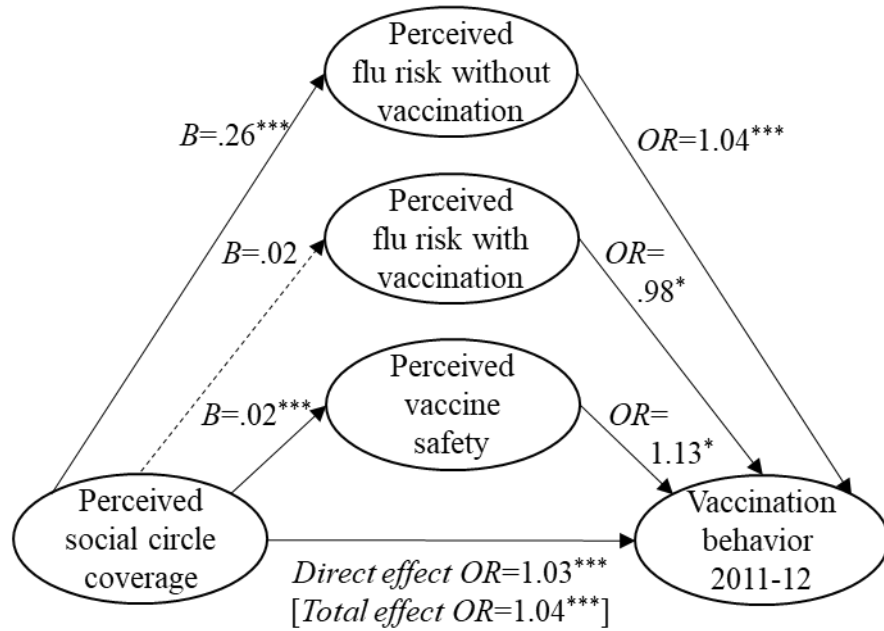 Perceived
flu risk without
vaccination
B=.26***
OR=1.04***
Perceived
flu risk with
vaccination
B=.02
OR=
.98*
Perceived
vaccine
safety
B=.02***
OR=
1.13*
Perceived
social circle
coverage
Vaccination
behavior
2011-12
Direct effect OR=1.03***
[Total effect OR=1.04***]